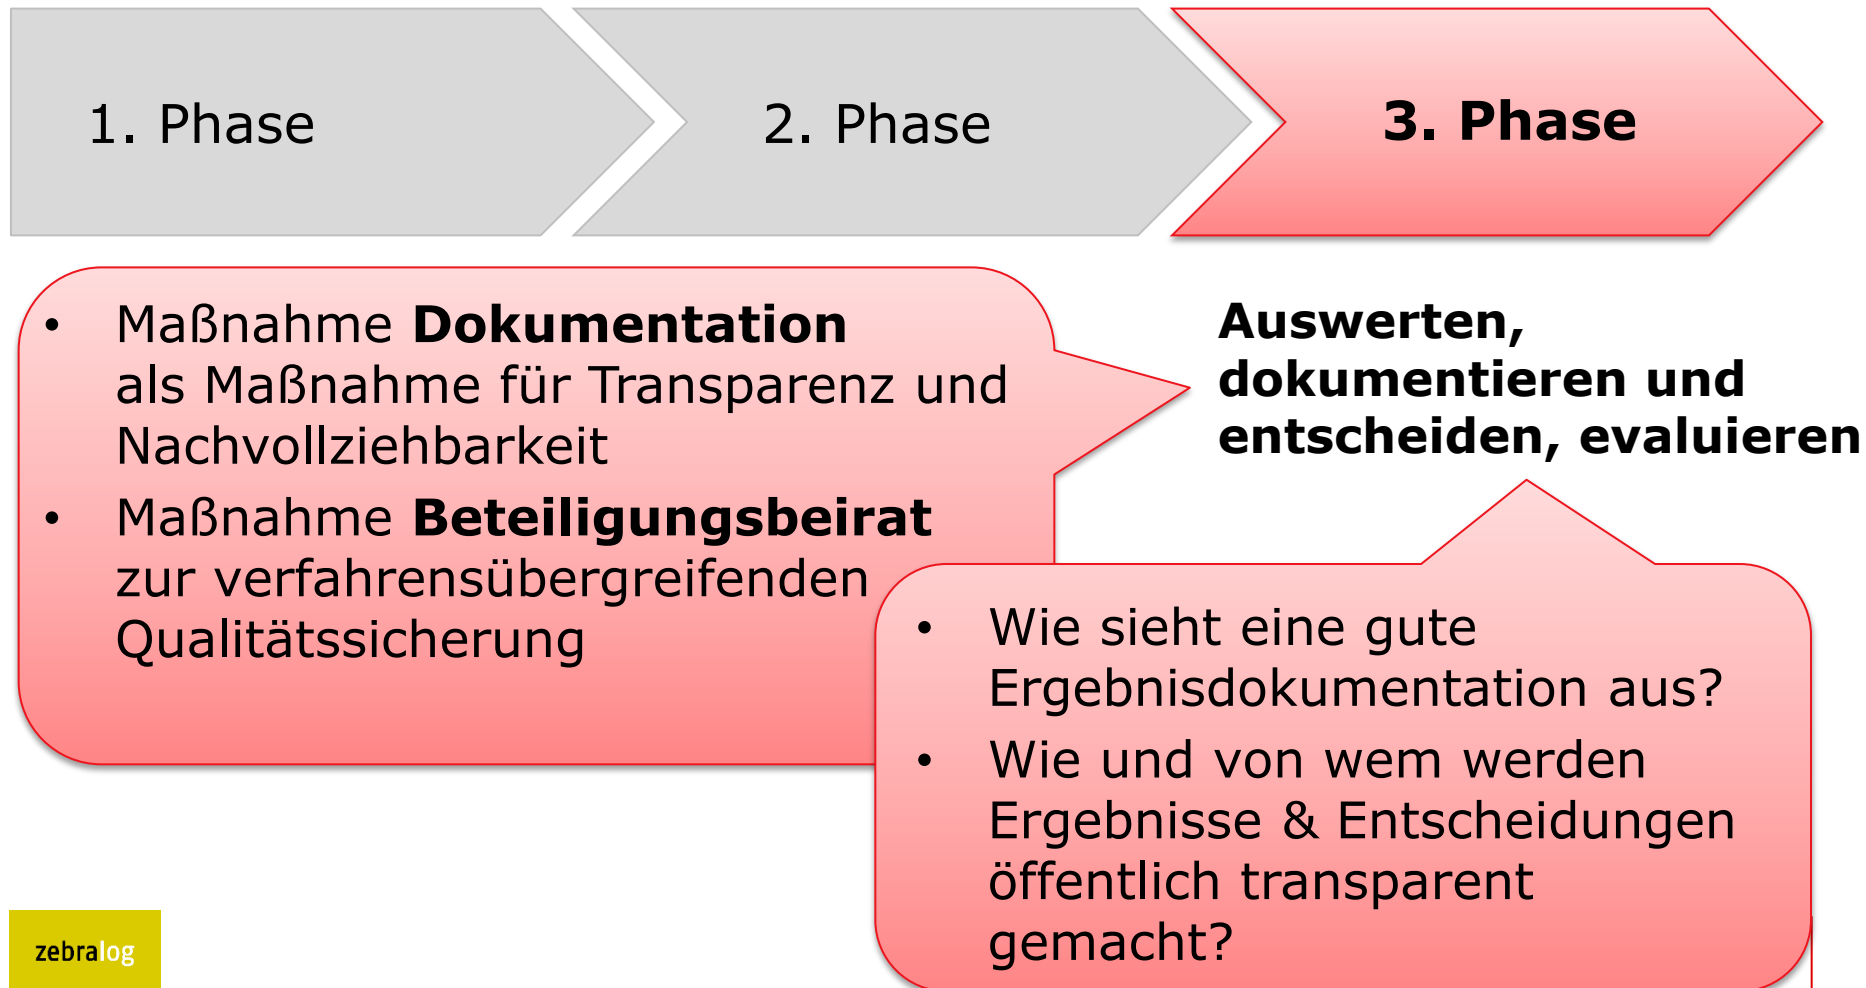 1. Phase
2. Phase
3. Phase
• Maßnahme Dokumentation
als Maßnahme für Transparenz und
Nachvollziehbarkeit
• Maßnahme Beteiligungsbeirat
zur verfahrensübergreifenden
Qualitätssicherung
Auswerten,
dokumentieren und
entscheiden, evaluieren
• Wie sieht eine gute
Ergebnisdokumentation aus?
• Wie und von wem werden
Ergebnisse & Entscheidungen
öffentlich transparent
gemacht?
zebralog